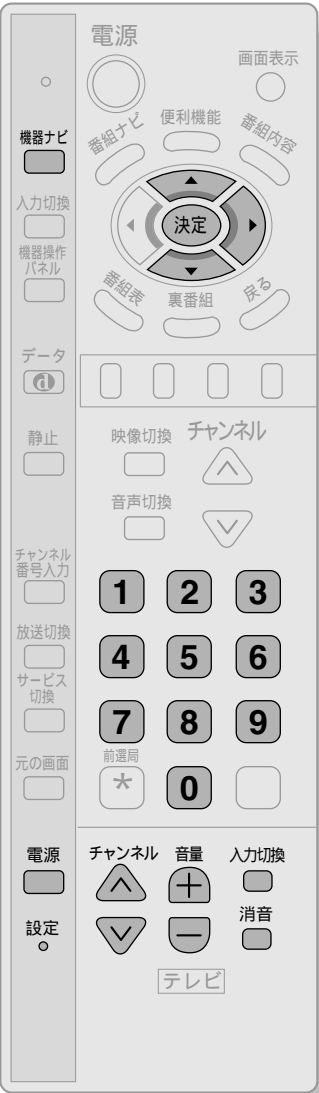 電源
画面表示
機器ナビ
番組ナビ
便利機能
番組内容
入力切換
決定
機器操作
パネル
番組表
裏番組
戻る
データ
d
静止
映像切換
チャンネル
音声切換
チャンネル
番号入力
1
2
3
放送切換
4
5
6
サービス
切換
7
8
9
元の画面
前選局
*
0
電源
チャンネル
音量
入力切換
+
設定
消音
−
テレビ